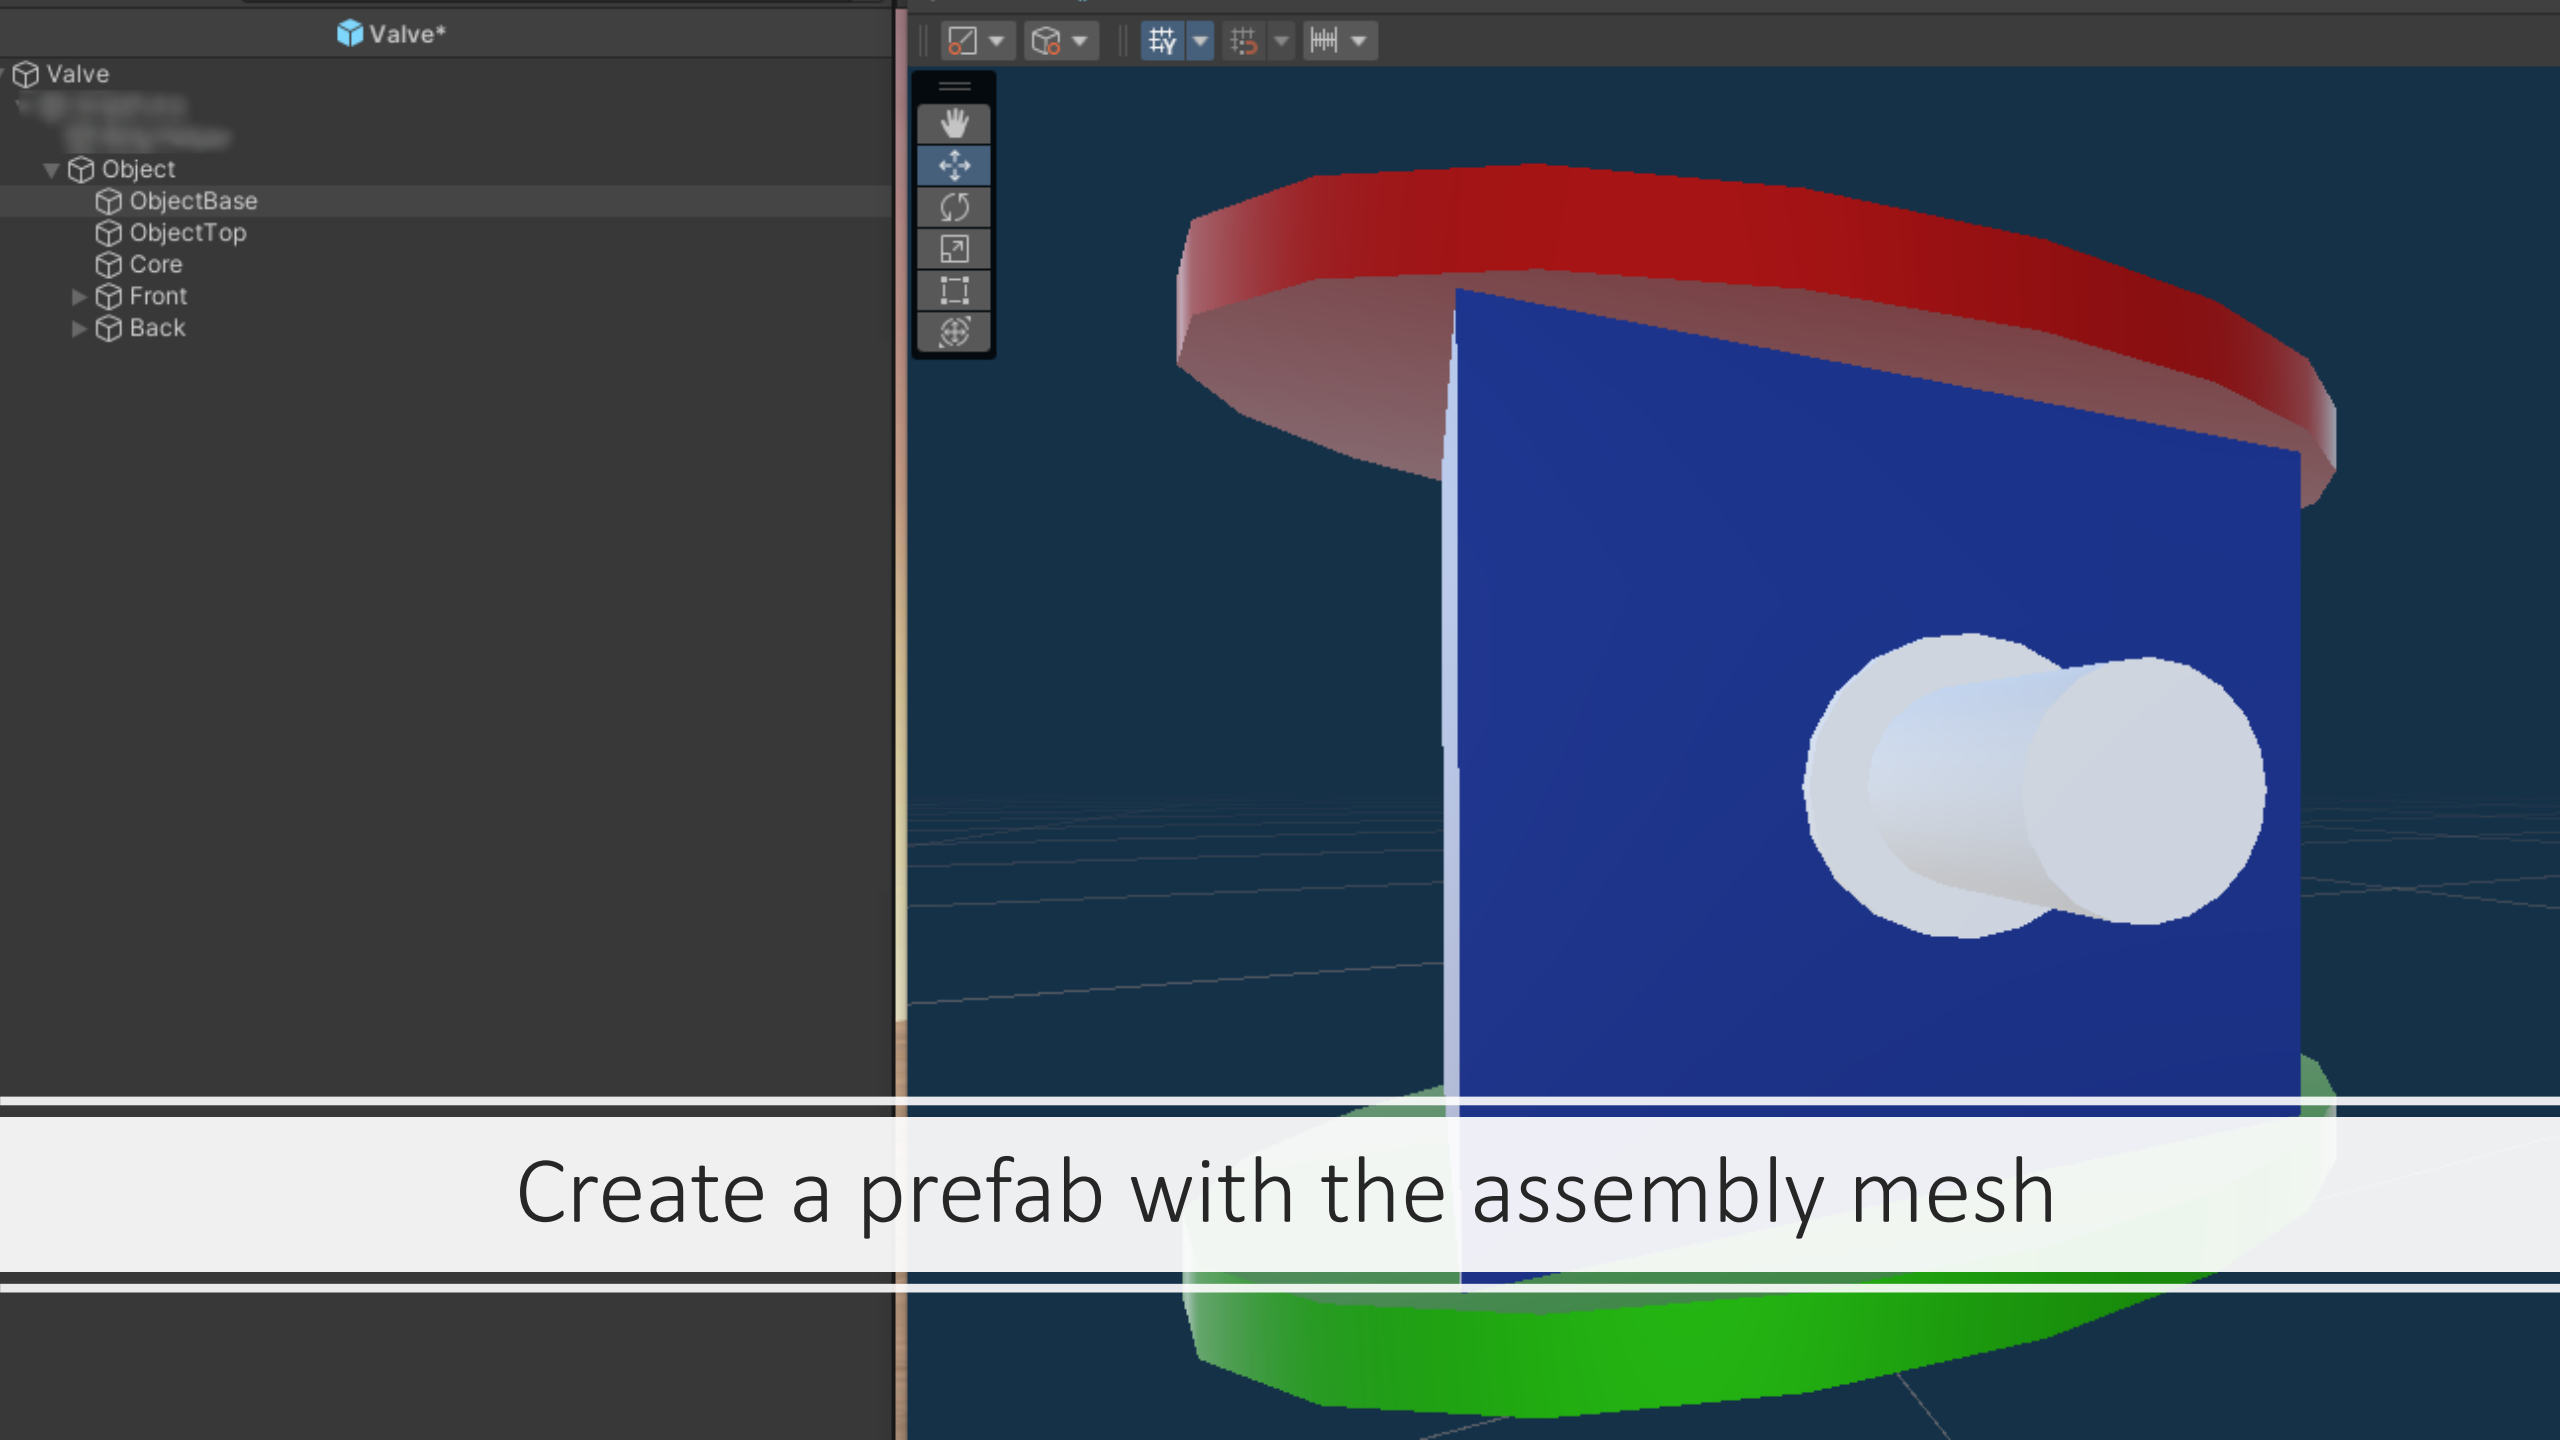 Valve*
Valve
Object
ObjectBase
ObjectTop
Core
Front
Back
Create a prefab with the assembly mesh